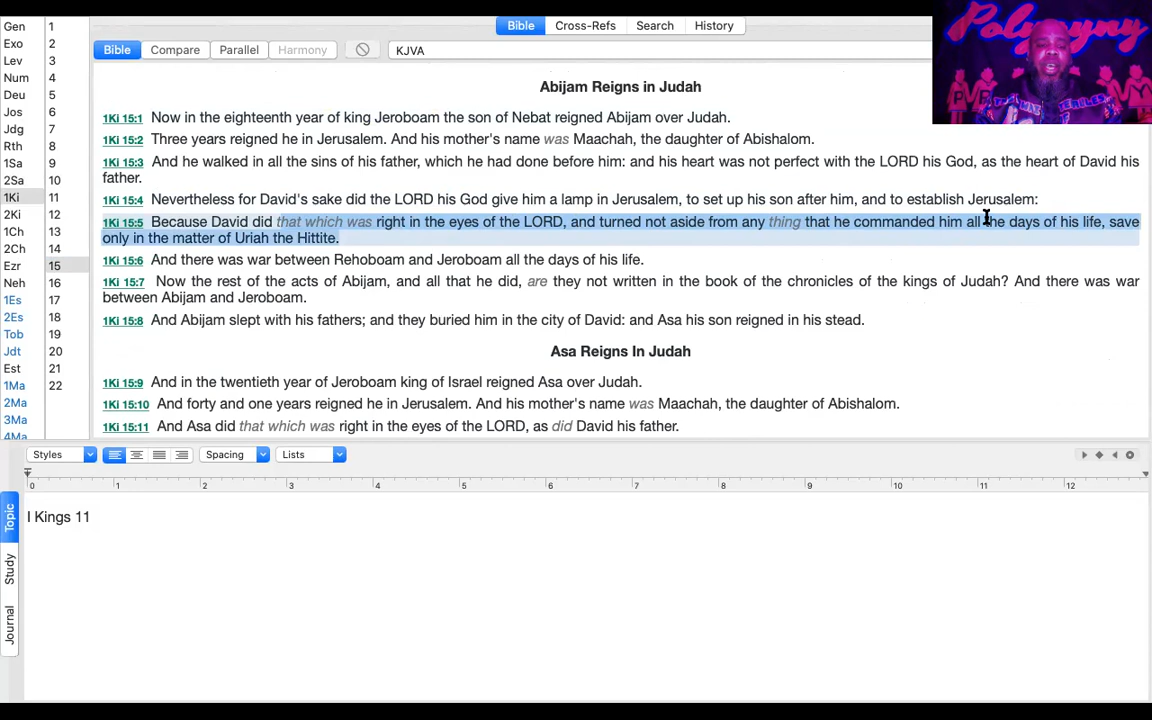 Bible Cross-Refs Search History
Bible Compare Parallel Harmony KJVA
Gen
Exo
Lev
Num
Deu
Jos
Jdg
Rth
1Sa
2Sa
1Ki
2Ki
1Ch
2Ch
Ezr
Neh
1Es
2Es
Tob
Jdt
Est
1Ma
2Ma
3Ma
4Ma
1
2
3
4
5
6
7
8
9
10
11
12
13
14
15
16
17
18
19
20
21
22
Abijam Reigns in Judah
1Ki 15:1 Now in the eighteenth year of king Jeroboam the son of Nebat reigned Abijam over Judah.
1Ki 15:2 Three years reigned he in Jerusalem. And his mother's name was Maachah, the daughter of Abishalom.
1Ki 15:3 And he walked in all the sins of his father, which he had done before him: and his heart was not perfect with the LORD his God, as the heart of David his
father.
1Ki 15:4 Nevertheless for David's sake did the LORD his God give him a lamp in Jerusalem, to set up his son after him, and to establish Jerusalem:
1Ki 15:5 Because David did that which was right in the eyes of the LORD, and turned not aside from any thing that he commanded him all the days of his life, save
only in the matter of Uriah the Hittite.
1Ki 15:6 And there was war between Rehoboam and Jeroboam all the days of his life.
1Ki 15:7 Now the rest of the acts of Abijam, and all that he did, are they not written in the book of the chronicles of the kings of Judah? And there was war
between Abijam and Jeroboam.
1Ki 15:8 And Abijam slept with his fathers; and they buried him in the city of David: and Asa his son reigned in his stead.
Asa Reigns In Judah
1Ki 15:9 And in the twentieth year of Jeroboam king of Israel reigned Asa over Judah.
1Ki 15:10 And forty and one years reigned he in Jerusalem. And his mother's name was Maachah, the daughter of Abishalom.
1Ki 15:11 And Asa did that which was right in the eyes of the LORD, as did David his father.
Styles Spacing Lists
0 1 2 3 4 5 6 7 8 9 10 11 12
I Kings 11
Topic
Study
Journal
Polygyny